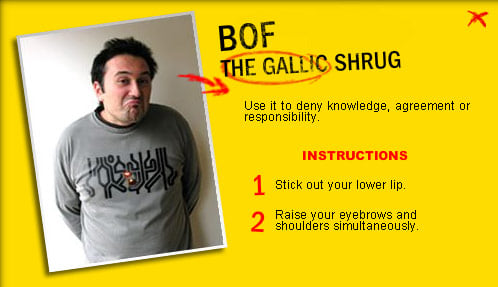 BOF
THE GALLIC SHRUG
Use it to deny knowledge, agreement or
responsibility.
INSTRUCTIONS
1 Stick out your lower lip.
2 Raise your eyebrows and
shoulders simultaneously.